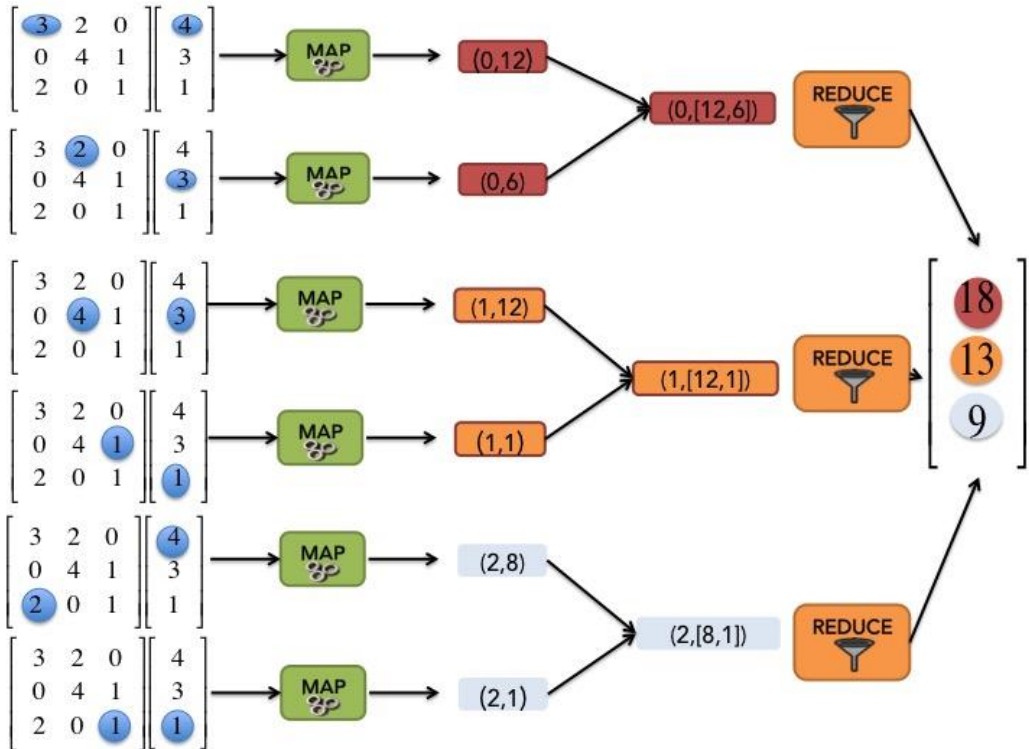 3 2 0 4
0 4 1 3
2 0 1 1
MAP
(0,12)
3 2 0 4
0 4 1 3
2 0 1 1
MAP
(0,6)
(0,[12,6])
REDUCE
3 2 0 4
0 4 1 3
2 0 1 1
MAP
(1,12)
3 2 0 4
0 4 1 3
2 0 1 1
MAP
(1,1)
(1,[12,1])
REDUCE
3 2 0 4
0 4 1 3
2 0 1 1
MAP
(2,8)
3 2 0 4
0 4 1 3
2 0 1 1
MAP
(2,1)
(2,[8,1])
REDUCE
18
13
9